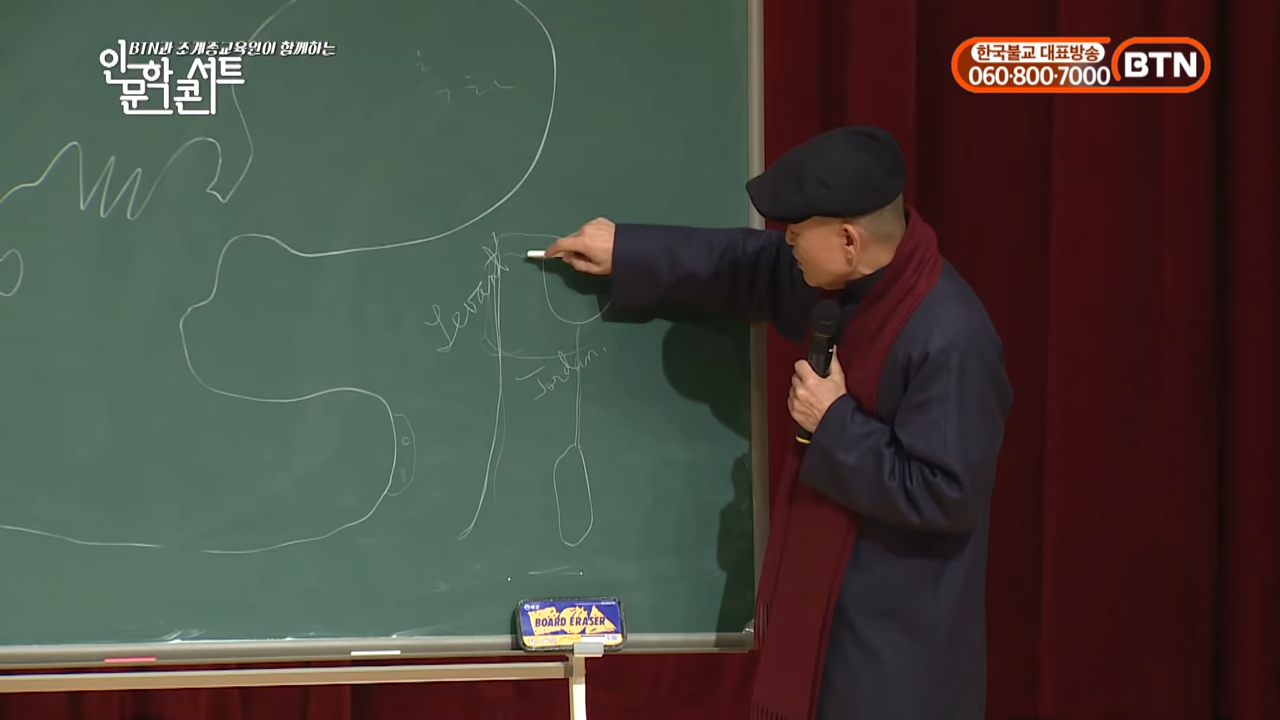 BTN과 조계종교육원이 함께하는
인문학콘서트
한국불교 대표방송
060·800·7000
BTN
Levant
Jordan.
BOARD ERASER